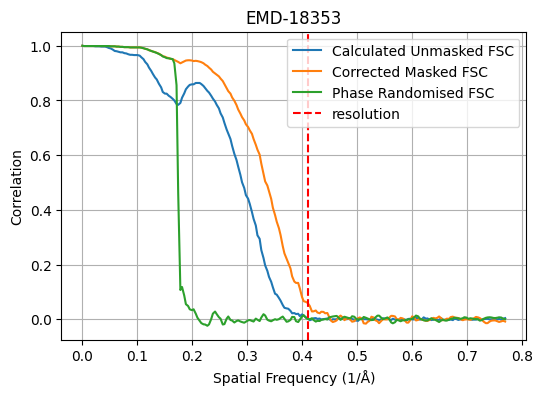 EMD-18353
Calculated Unmasked FSC
Corrected Masked FSC
Phase Randomised FSC
resolution
Correlation
1.0
0.8
0.6
0.4
0.2
0.0
0.0 0.1 0.2 0.3 0.4 0.5 0.6 0.7 0.8
Spatial Frequency (1/Å)